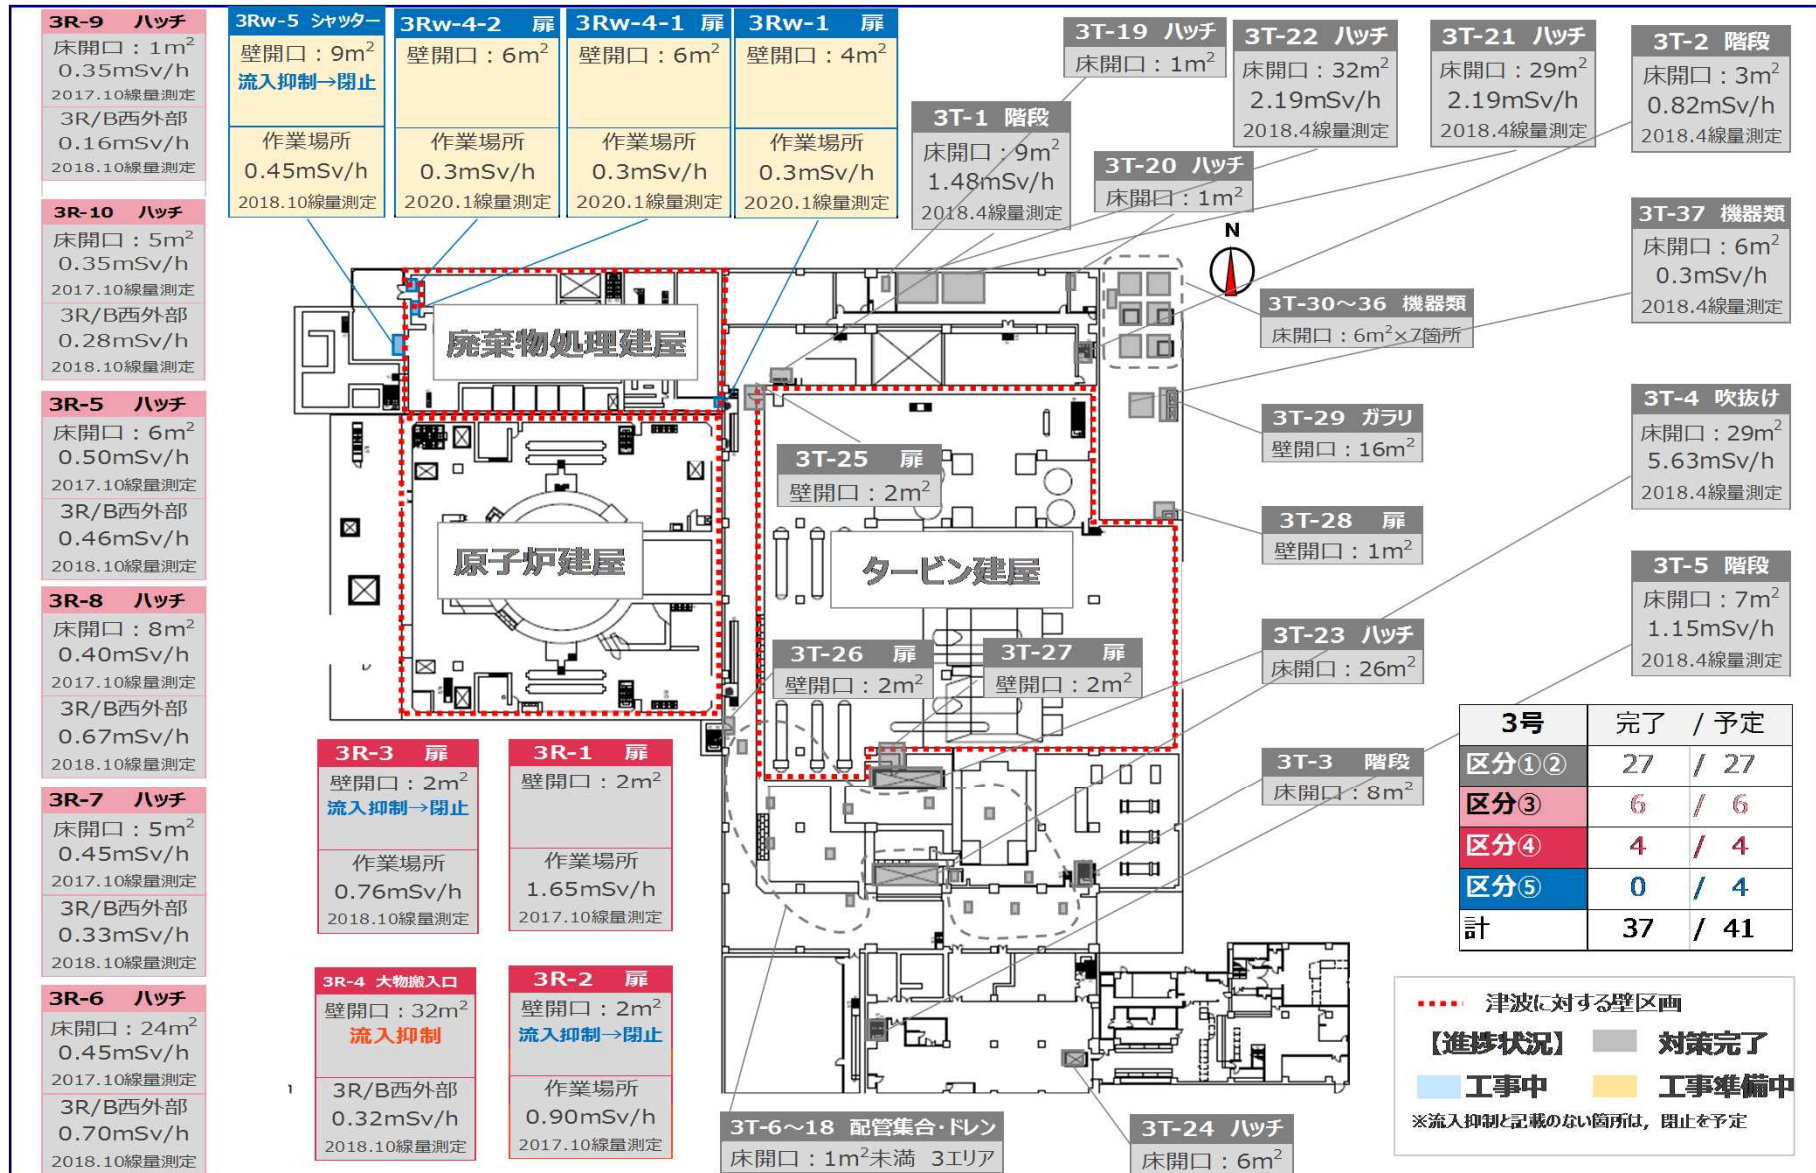 3R-9 ハッチ
床開口：1m²
0.35mSv/h
2017.10線量測定
3R/B西外部
0.16mSv/h
2018.10線量測定
3R-10 ハッチ
床開口：5m²
0.35mSv/h
2017.10線量測定
3R/B西外部
0.28mSv/h
2018.10線量測定
3R-5 ハッチ
床開口：6m²
0.50mSv/h
2017.10線量測定
3R/B西外部
0.46mSv/h
2018.10線量測定
3R-8 ハッチ
床開口：8m²
0.40mSv/h
2017.10線量測定
3R/B西外部
0.67mSv/h
2018.10線量測定
3R-7 ハッチ
床開口：5m²
0.45mSv/h
2017.10線量測定
3R/B西外部
0.33mSv/h
2018.10線量測定
3R-6 ハッチ
床開口：24m²
0.45mSv/h
2017.10線量測定
3R/B西外部
0.70mSv/h
2018.10線量測定
3Rw-5 シャッター
壁開口：9m²
流入抑制→閉止
作業場所
0.45mSv/h
2018.10線量測定
3Rw-4-2 扉
壁開口：6m²
作業場所
0.3mSv/h
2020.1線量測定
3Rw-4-1 扉
壁開口：6m²
作業場所
0.3mSv/h
2020.1線量測定
3Rw-1 扉
壁開口：4m²
作業場所
0.3mSv/h
2020.1線量測定
3T-1 階段
床開口：9m²
1.48mSv/h
2018.4線量測定
3T-19 ハッチ
床開口：1m²
3T-20 ハッチ
床開口：1m²
3T-22 ハッチ
床開口：32m²
2.19mSv/h
2018.4線量測定
3T-21 ハッチ
床開口：29m²
2.19mSv/h
2018.4線量測定
3T-2 階段
床開口：3m²
0.82mSv/h
2018.4線量測定
3T-37 機器類
床開口：6m²
0.3mSv/h
2018.4線量測定
N
3T-30～36 機器類
床開口：6m²×7箇所
3T-29 ガラリ
壁開口：16m²
3T-4 吹抜け
床開口：29m²
5.63mSv/h
2018.4線量測定
3T-28 扉
壁開口：1m²
3T-5 階段
床開口：7m²
1.15mSv/h
2018.4線量測定
3T-23 ハッチ
床開口：26m²
3T-3 階段
床開口：8m²
廃棄物処理建屋
原子炉建屋
タービン建屋
3T-25 扉
壁開口：2m²
3T-26 扉
壁開口：2m²
3T-27 扉
壁開口：2m²
3R-3 扉
壁開口：2m²
流入抑制→閉止
作業場所
0.76mSv/h
2018.10線量測定
3R-1 扉
壁開口：2m²
作業場所
1.65mSv/h
2017.10線量測定
3R-4 大物搬入口
壁開口：32m²
流入抑制
3R/B西外部
0.32mSv/h
2018.10線量測定
3R-2 扉
壁開口：2m²
流入抑制→閉止
作業場所
0.90mSv/h
2017.10線量測定
3T-6～18 配管集合・ドレン
床開口：1m²未満 3エリア
3T-24 ハッチ
床開口：6m²
3号 完了 / 予定
区分①② 27 / 27
区分③ 6 / 6
区分④ 4 / 4
区分⑤ 0 / 4
計 37 / 41
津波に対する壁区画
【進捗状況】 対策完了
工事中 工事準備中
※流入抑制と記載のない箇所は，閉止を予定